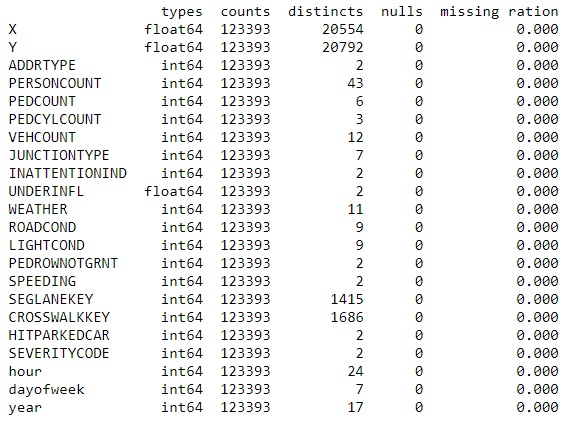 types counts distincts nulls missing ration
X float64 123393 20554 0 0.000
Y float64 123393 20792 0 0.000
ADDRTYPE int64 123393 2 0 0.000
PERSONCOUNT int64 123393 43 0 0.000
PEDCOUNT int64 123393 6 0 0.000
PEDCYLCOUNT int64 123393 3 0 0.000
VEHCOUNT int64 123393 12 0 0.000
JUNCTIONTYPE int64 123393 7 0 0.000
INATTENTIONIND int64 123393 2 0 0.000
UNDERINFL float64 123393 2 0 0.000
WEATHER int64 123393 11 0 0.000
ROADCOND int64 123393 9 0 0.000
LIGHTCOND int64 123393 9 0 0.000
PEDROWNOTGRNT int64 123393 2 0 0.000
SPEEDING int64 123393 2 0 0.000
SEGLANEKEY int64 123393 1415 0 0.000
CROSSWALKKEY int64 123393 1686 0 0.000
HITPARKEDCAR int64 123393 2 0 0.000
SEVERITYCODE int64 123393 2 0 0.000
hour int64 123393 24 0 0.000
dayofweek int64 123393 7 0 0.000
year int64 123393 17 0 0.000